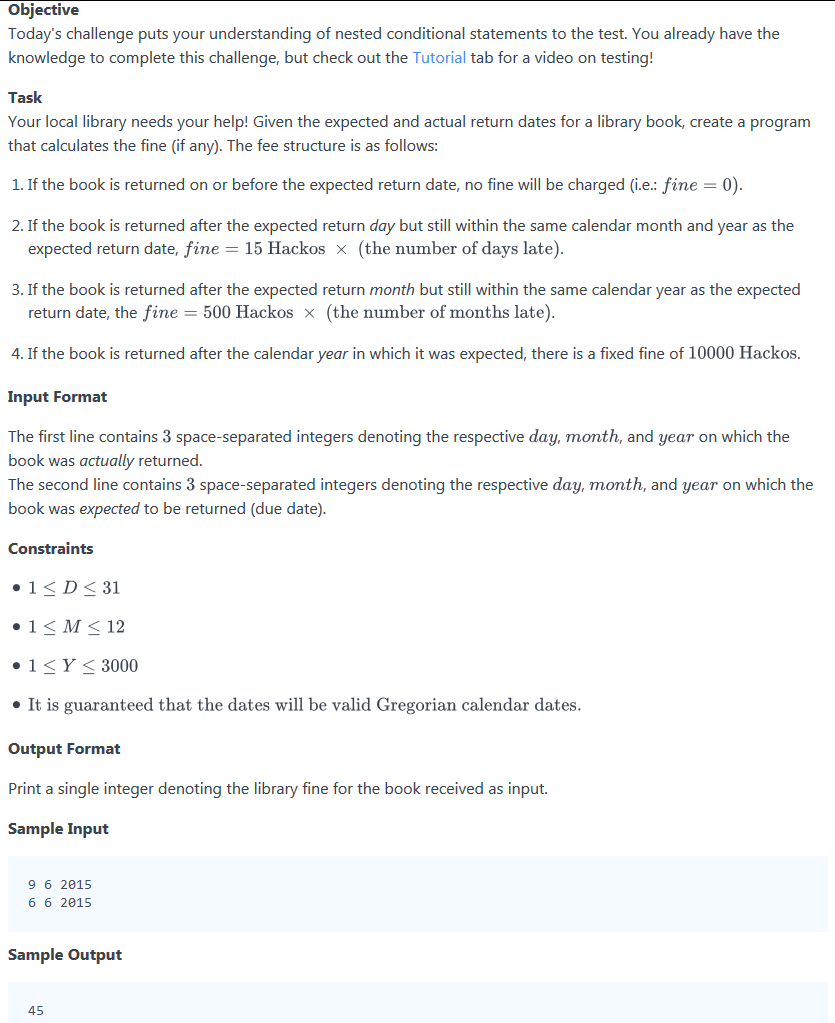 Objective
Today's challenge puts your understanding of nested conditional statements to the test. You already have the
knowledge to complete this challenge, but check out the Tutorial tab for a video on testing!
Task
Your local library needs your help! Given the expected and actual return dates for a library book, create a program
that calculates the fine (if any). The fee structure is as follows:
1. If the book is returned on or before the expected return date, no fine will be charged (i.e.: fine = 0).
2. If the book is returned after the expected return day but still within the same calendar month and year as the
expected return date, fine = 15 Hackos × (the number of days late).
3. If the book is returned after the expected return month but still within the same calendar year as the expected
return date, the fine = 500 Hackos × (the number of months late).
4. If the book is returned after the calendar year in which it was expected, there is a fixed fine of 10000 Hackos.
Input Format
The first line contains 3 space-separated integers denoting the respective day, month, and year on which the
book was actually returned.
The second line contains 3 space-separated integers denoting the respective day, month, and year on which the
book was expected to be returned (due date).
Constraints
• 1 ≤ D ≤ 31
• 1 ≤ M ≤ 12
• 1 ≤ Y ≤ 3000
• It is guaranteed that the dates will be valid Gregorian calendar dates.
Output Format
Print a single integer denoting the library fine for the book received as input.
Sample Input
9 6 2015
6 6 2015
Sample Output
45